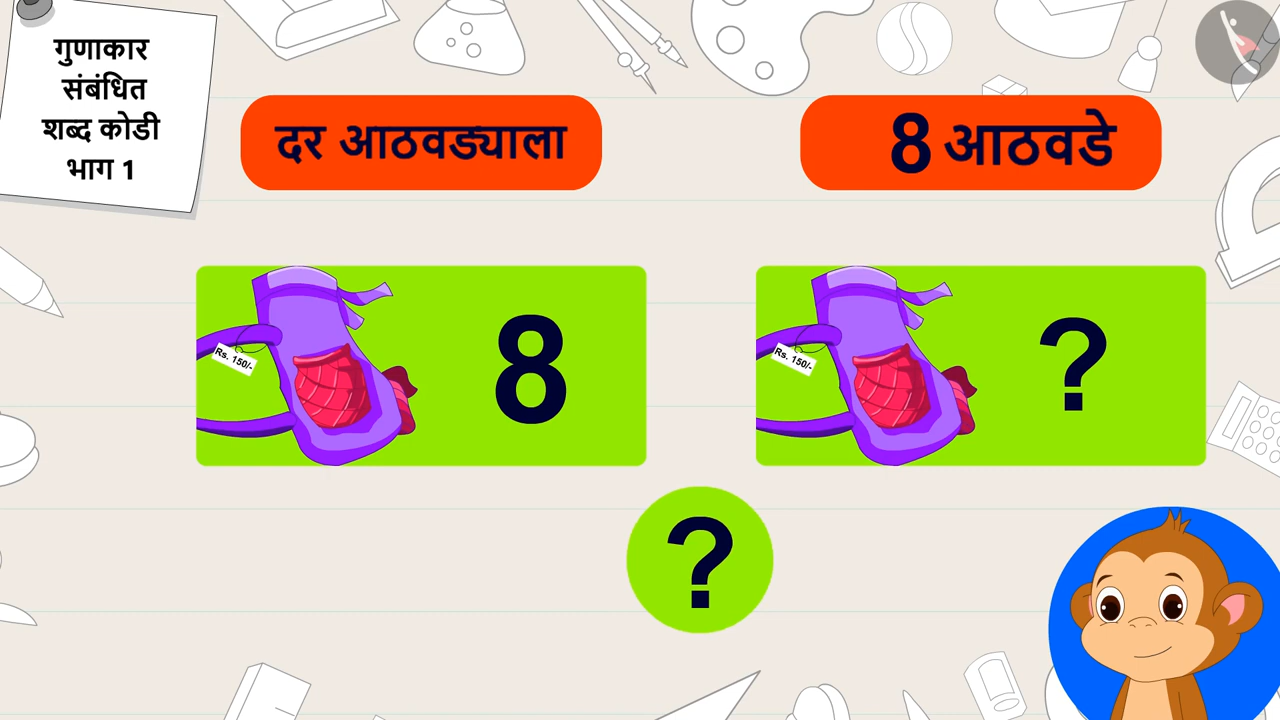 गुणाकार
संबंधित
शब्द कोडी
भाग 1
दर आठवड्याला
8 आठवडे
Rs. 150/-
8
Rs. 150/-
?
?